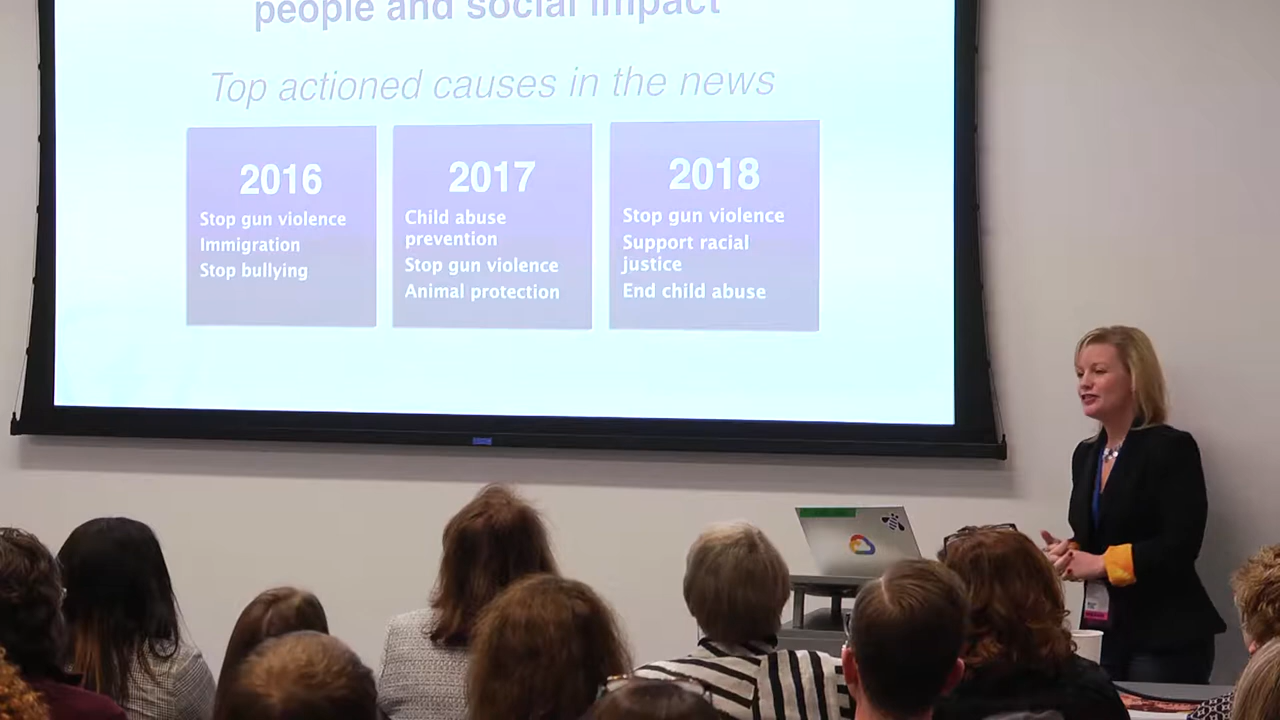 people and social impact
Top actioned causes in the news
2016
Stop gun violence
Immigration
Stop bullying
2017
Child abuse
prevention
Stop gun violence
Animal protection
2018
Stop gun violence
Support racial
justice
End child abuse